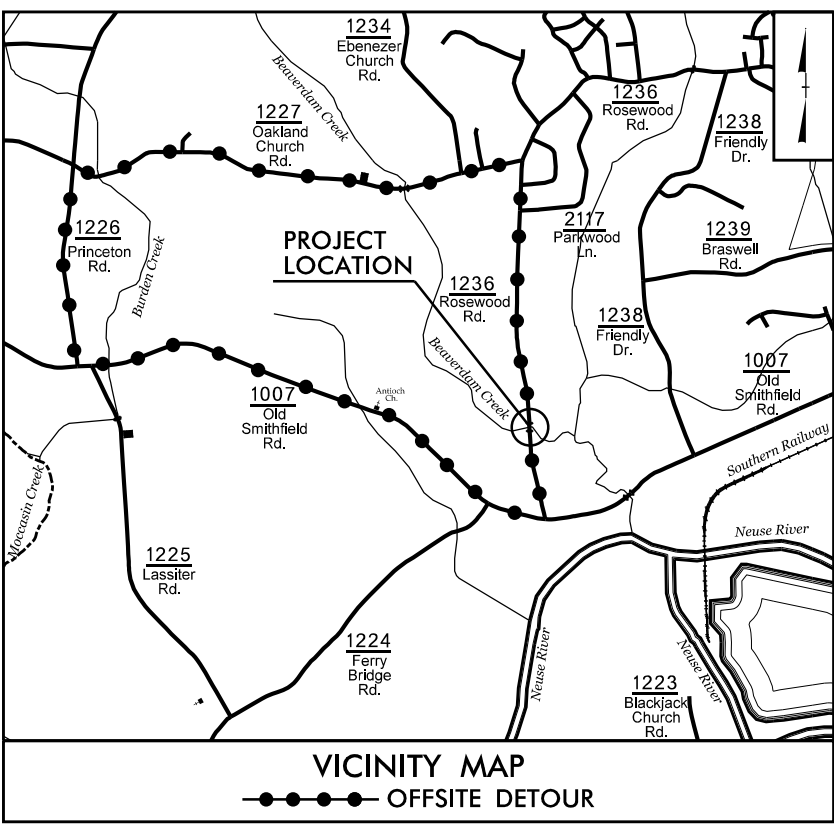 1234
Ebenezer
Church
Rd.
Beaverdam Creek
1227
Oakland
Church
Rd.
1236
Rosewood
Rd.
1238
Friendly
Dr.
1226
Princeton
Rd.
Burden Creek
PROJECT
LOCATION
2117
Parkwood
Ln.
1239
Braswell
Rd.
1236
Rosewood
Rd.
1238
Friendly
Dr.
Beaverdam Creek
1007
Old
Smithfield
Rd.
Antioch
Ch.
1007
Old
Smithfield
Rd.
Southern Railway
Moccasin Creek
Neuse River
1225
Lassiter
Rd.
1224
Ferry
Bridge
Rd.
Neuse River
Neuse River
1223
Blackjack
Church
Rd.
VICINITY MAP
OFFSITE DETOUR